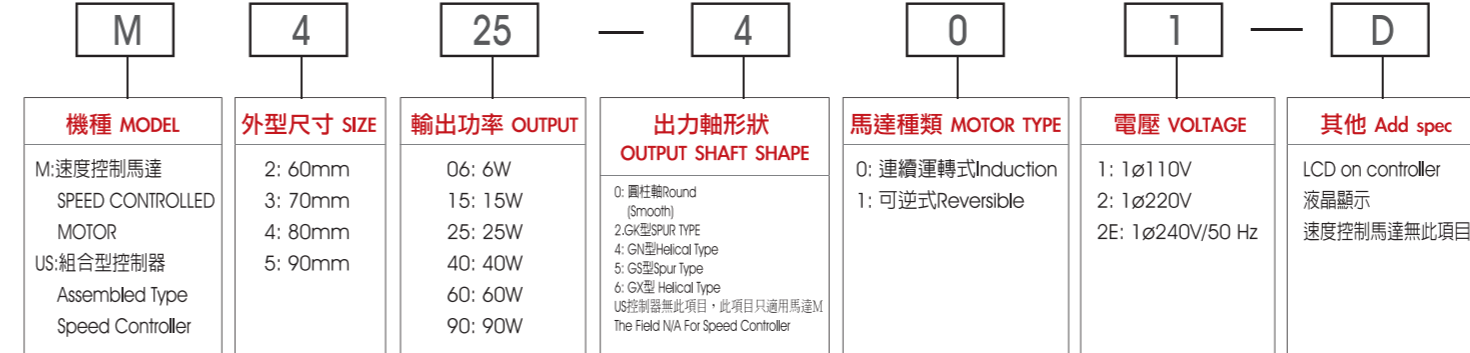 M 4 25 — 4 0 1 — D
機種 MODEL
M:速度控制馬達
SPEED CONTROLLED
MOTOR
US:組合型控制器
Assembled Type
Speed Controller
外型尺寸 SIZE
2: 60mm
3: 70mm
4: 80mm
5: 90mm
輸出功率 OUTPUT
06: 6W
15: 15W
25: 25W
40: 40W
60: 60W
90: 90W
出力軸形狀
OUTPUT SHAFT SHAPE
0: 圓柱軸Round
(Smooth)
2.GK型SPUR TYPE
4: GN型Helical Type
5: GS型Spur Type
6: GX型 Helical Type
US控制器無此項目，此項目只適用馬達M
The Field N/A For Speed Controller
馬達種類 MOTOR TYPE
0: 連續運轉式Induction
1: 可逆式Reversible
電壓 VOLTAGE
1: 1ø110V
2: 1ø220V
2E: 1ø240V/50 Hz
其他 Add spec
LCD on controller
液晶顯示
速度控制馬達無此項目